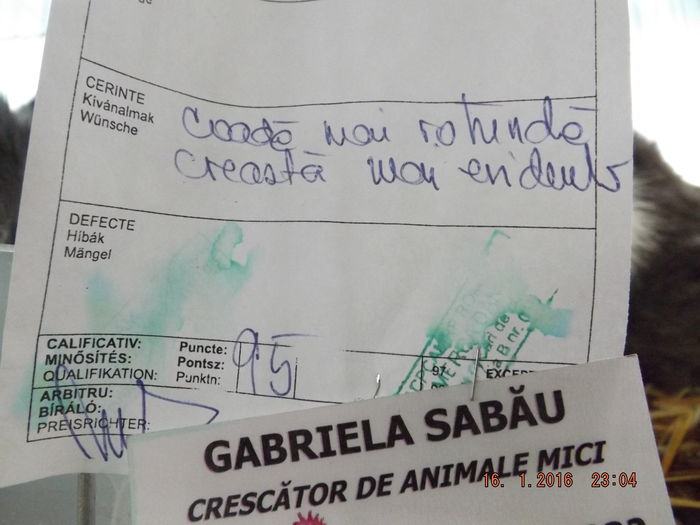 CERINTE
Kívánalmak
Wünsche
coadă mai rotundă
creastă mai evidentă
DEFECTE
Hibák
Mängel
CALIFICATIV:
MINŐSÍTÉS:
QUALIFIKATION:
Puncte:
Pontsz:
Punktn:
95
97
ARBITRU:
BÍRÁLÓ:
PREISRICHTER:
GABRIELA SABĂU
CRESCĂTOR DE ANIMALE MICI
16. 1.2016 23:04